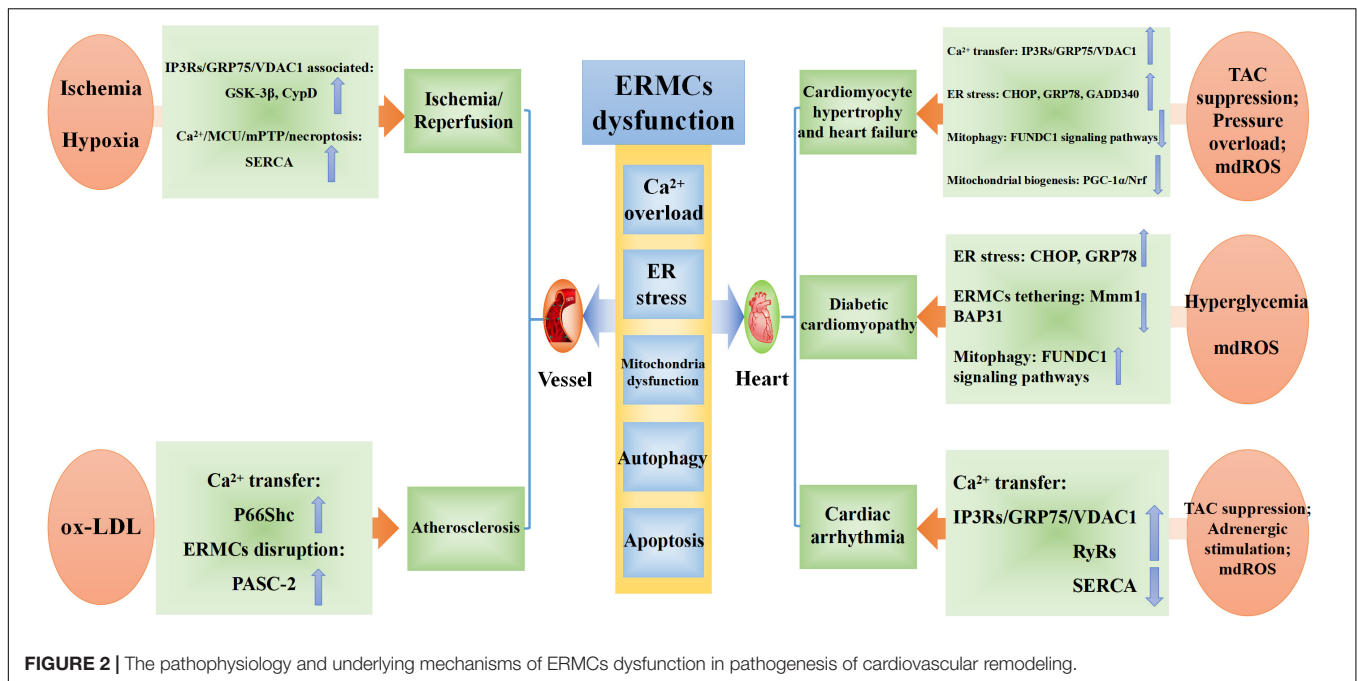 Ischemia
Hypoxia
IP3Rs/GRP75/VDAC1 associated:
GSK-3β, CypD
Ca²⁺/MCU/mPTP/necroptosis:
SERCA
Ischemia/
Reperfusion
ox-LDL
Ca²⁺ transfer:
P66Shc
ERMCs disruption:
PASC-2
Atherosclerosis
Vessel
ERMCs
dysfunction
Ca²⁺
overload
ER
stress
Mitochondria
dysfunction
Autophagy
Apoptosis
Heart
Cardiomyocyte
hypertrophy
and heart failure
Ca²⁺ transfer: IP3Rs/GRP75/VDAC1
ER stress: CHOP, GRP78, GADD340
Mitophagy: FUNDC1 signaling pathways
Mitochondrial biogenesis: PGC-1α/Nrf
TAC
suppression;
Pressure
overload;
mdROS
Diabetic
cardiomyopathy
ER stress: CHOP, GRP78
ERMCs tethering: Mmm1
BAP31
Mitophagy: FUNDC1
signaling pathways
Hyperglycemia
mdROS
Cardiac
arrhythmia
Ca²⁺ transfer:
IP3Rs/GRP75/VDAC1
RyRs
SERCA
TAC suppression;
Adrenergic
stimulation;
mdROS
FIGURE 2 | The pathophysiology and underlying mechanisms of ERMCs dysfunction in pathogenesis of cardiovascular remodeling.